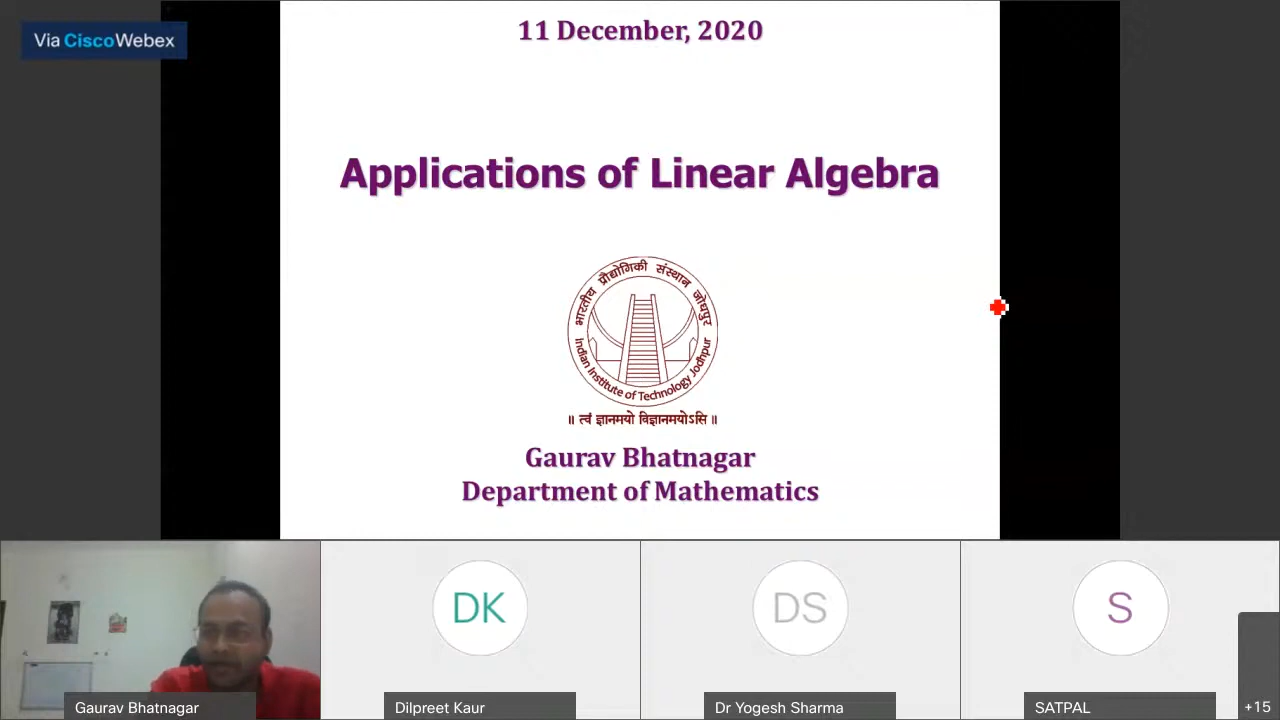 Via CiscoWebex
11 December, 2020
Applications of Linear Algebra
भारतीय प्रौद्योगिकी संस्थान जोधपुर
Indian Institute of Technology Jodhpur
॥ त्वं ज्ञानमयो विज्ञानमयोऽसि ॥
Gaurav Bhatnagar
Department of Mathematics
DK
DS
S
Gaurav Bhatnagar
Dilpreet Kaur
Dr Yogesh Sharma
SATPAL
+15